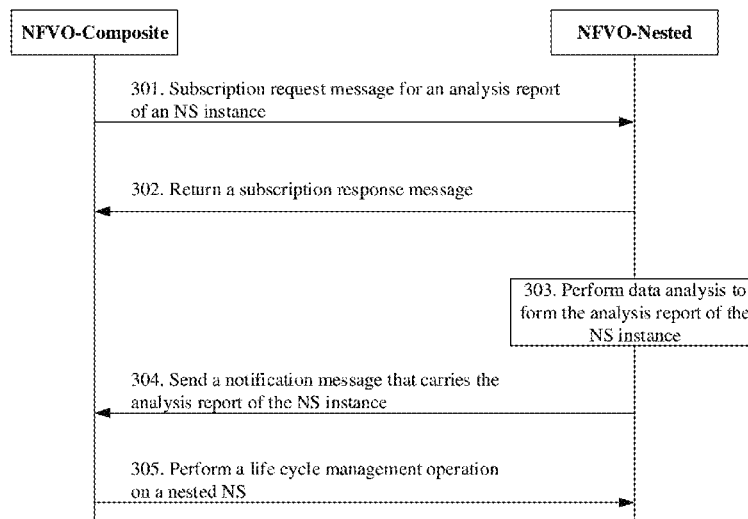 NFVO-Composite
NFVO-Nested
301. Subscription request message for an analysis report
of an NS instance
302. Return a subscription response message
303. Perform data analysis to
form the analysis report of the
NS instance
304. Send a notification message that carries the
analysis report of the NS instance
305. Perform a life cycle management operation
on a nested NS